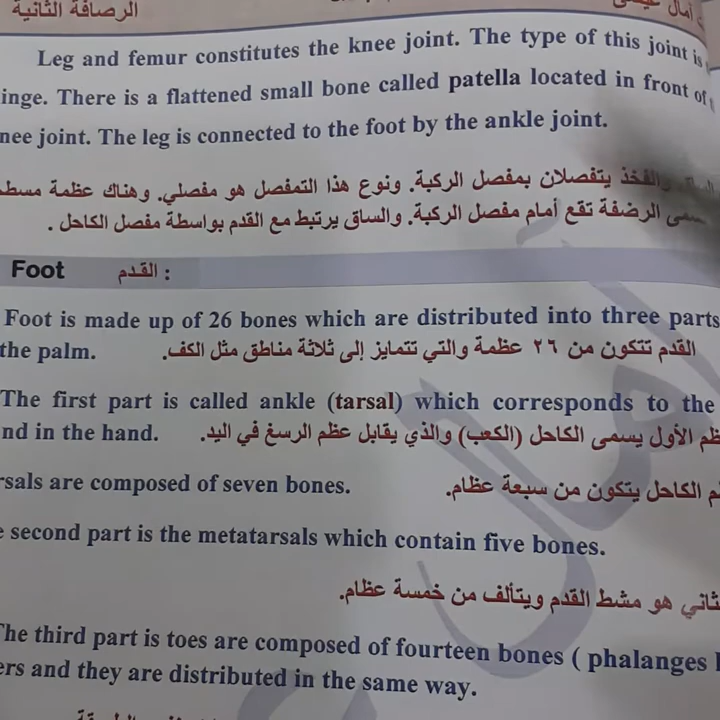 الرصافة الثانية
أمال
Leg and femur constitutes the knee joint. The type of this joint is
inge. There is a flattened small bone called patella located in front of
nee joint. The leg is connected to the foot by the ankle joint.
والفخذ يتفصلان بمفصل الركبة. ونوع هذا التمفصل هو مفصلي. وهناك عظمة مسط
الرضفة تقع أمام مفصل الركبة. والساق يرتبط مع القدم بواسطة مفصل الكاحل .
Foot القدم :
Foot is made up of 26 bones which are distributed into three parts
the palm. القدم تتكون من ٢٦ عظمة والتي تتمايز إلى ثلاثة مناطق مثل الكف.
The first part is called ankle (tarsal) which corresponds to the
nd in the hand. ظم الأول يسمى الكاحل (الكعب) والذي يقابل عظم الرسغ في اليد.
rsals are composed of seven bones. م الكاحل يتكون من سبعة عظام.
e second part is the metatarsals which contain five bones.
ثاني هو مشط القدم ويتألف من خمسة عظام.
The third part is toes are composed of fourteen bones ( phalanges
ers and they are distributed in the same way.